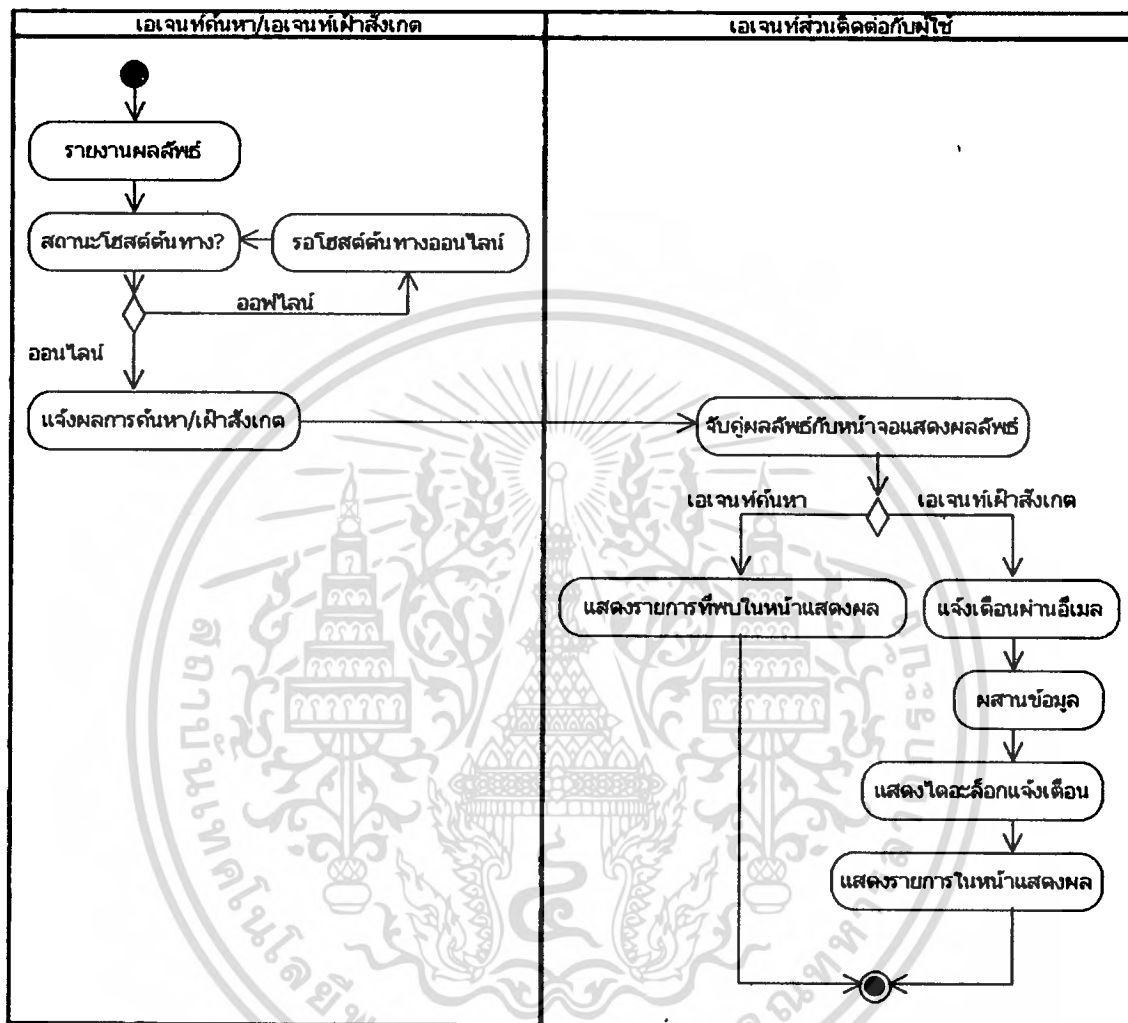 เอเจนท์ค้นหา/เอเจนท์เฝ้าสังเกต
เอเจนท์ส่วนติดต่อกับผู้ใช้
รายงานผลลัพธ์
สถานะโฮสต์ต้นทาง?
รอโฮสต์ต้นทางออนไลน์
ออฟไลน์
ออนไลน์
แจ้งผลการค้นหา/เฝ้าสังเกต
จับคู่ผลลัพธ์กับหน้าจอแสดงผลลัพธ์
เอเจนท์ค้นหา
เอเจนท์เฝ้าสังเกต
แสดงรายการที่พบในหน้าแสดงผล
แจ้งเตือนผ่านอีเมล
ผสานข้อมูล
แสดงไดอะล็อกแจ้งเตือน
แสดงรายการในหน้าแสดงผล